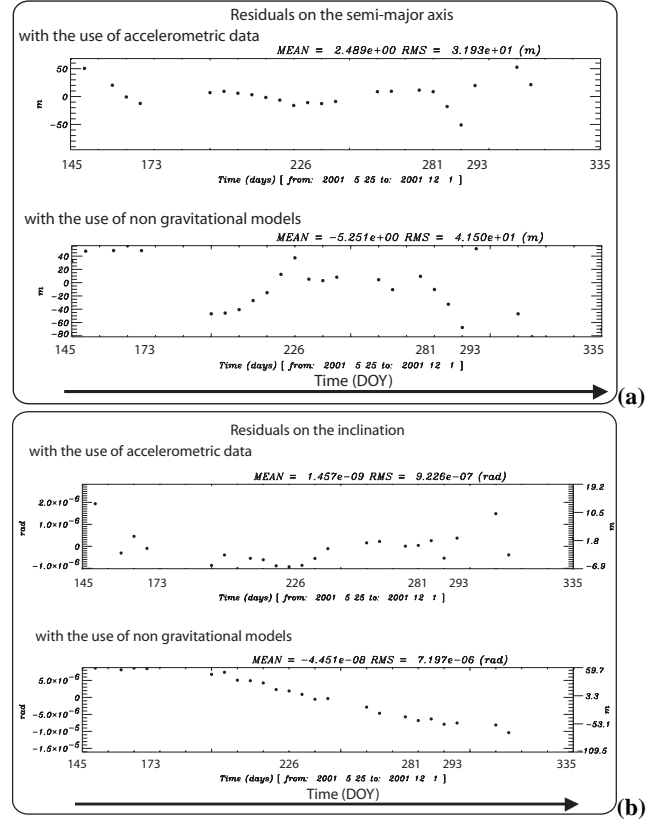 Residuals on the semi-major axis
with the use of accelerometric data
MEAN = 2.489e+00 RMS = 3.193e+01 (m)
50
0
-50
m
145 173 226 281 293 335
Time (days) [ from: 2001 5 25 to: 2001 12 1 ]
with the use of non gravitational models
MEAN = -5.251e+00 RMS = 4.150e+01 (m)
40
20
0
-20
-40
-60
-80
m
145 173 226 281 293 335
Time (days) [ from: 2001 5 25 to: 2001 12 1 ]
Time (DOY)
(a)
Residuals on the inclination
with the use of accelerometric data
MEAN = 1.457e-09 RMS = 9.226e-07 (rad)
2.0×10⁻⁶
1.0×10⁻⁶
0
-1.0×10⁻⁶
rad
19.2
10.5
1.8
-6.9
m
145 173 226 281 293 335
Time (days) [ from: 2001 5 25 to: 2001 12 1 ]
with the use of non gravitational models
MEAN = -4.451e-08 RMS = 7.197e-06 (rad)
5.0×10⁻⁶
0
-5.0×10⁻⁶
-1.0×10⁻⁵
-1.5×10⁻⁵
rad
59.7
3.3
-53.1
-109.5
m
145 173 226 281 293 335
Time (days) [ from: 2001 5 25 to: 2001 12 1 ]
Time (DOY)
(b)